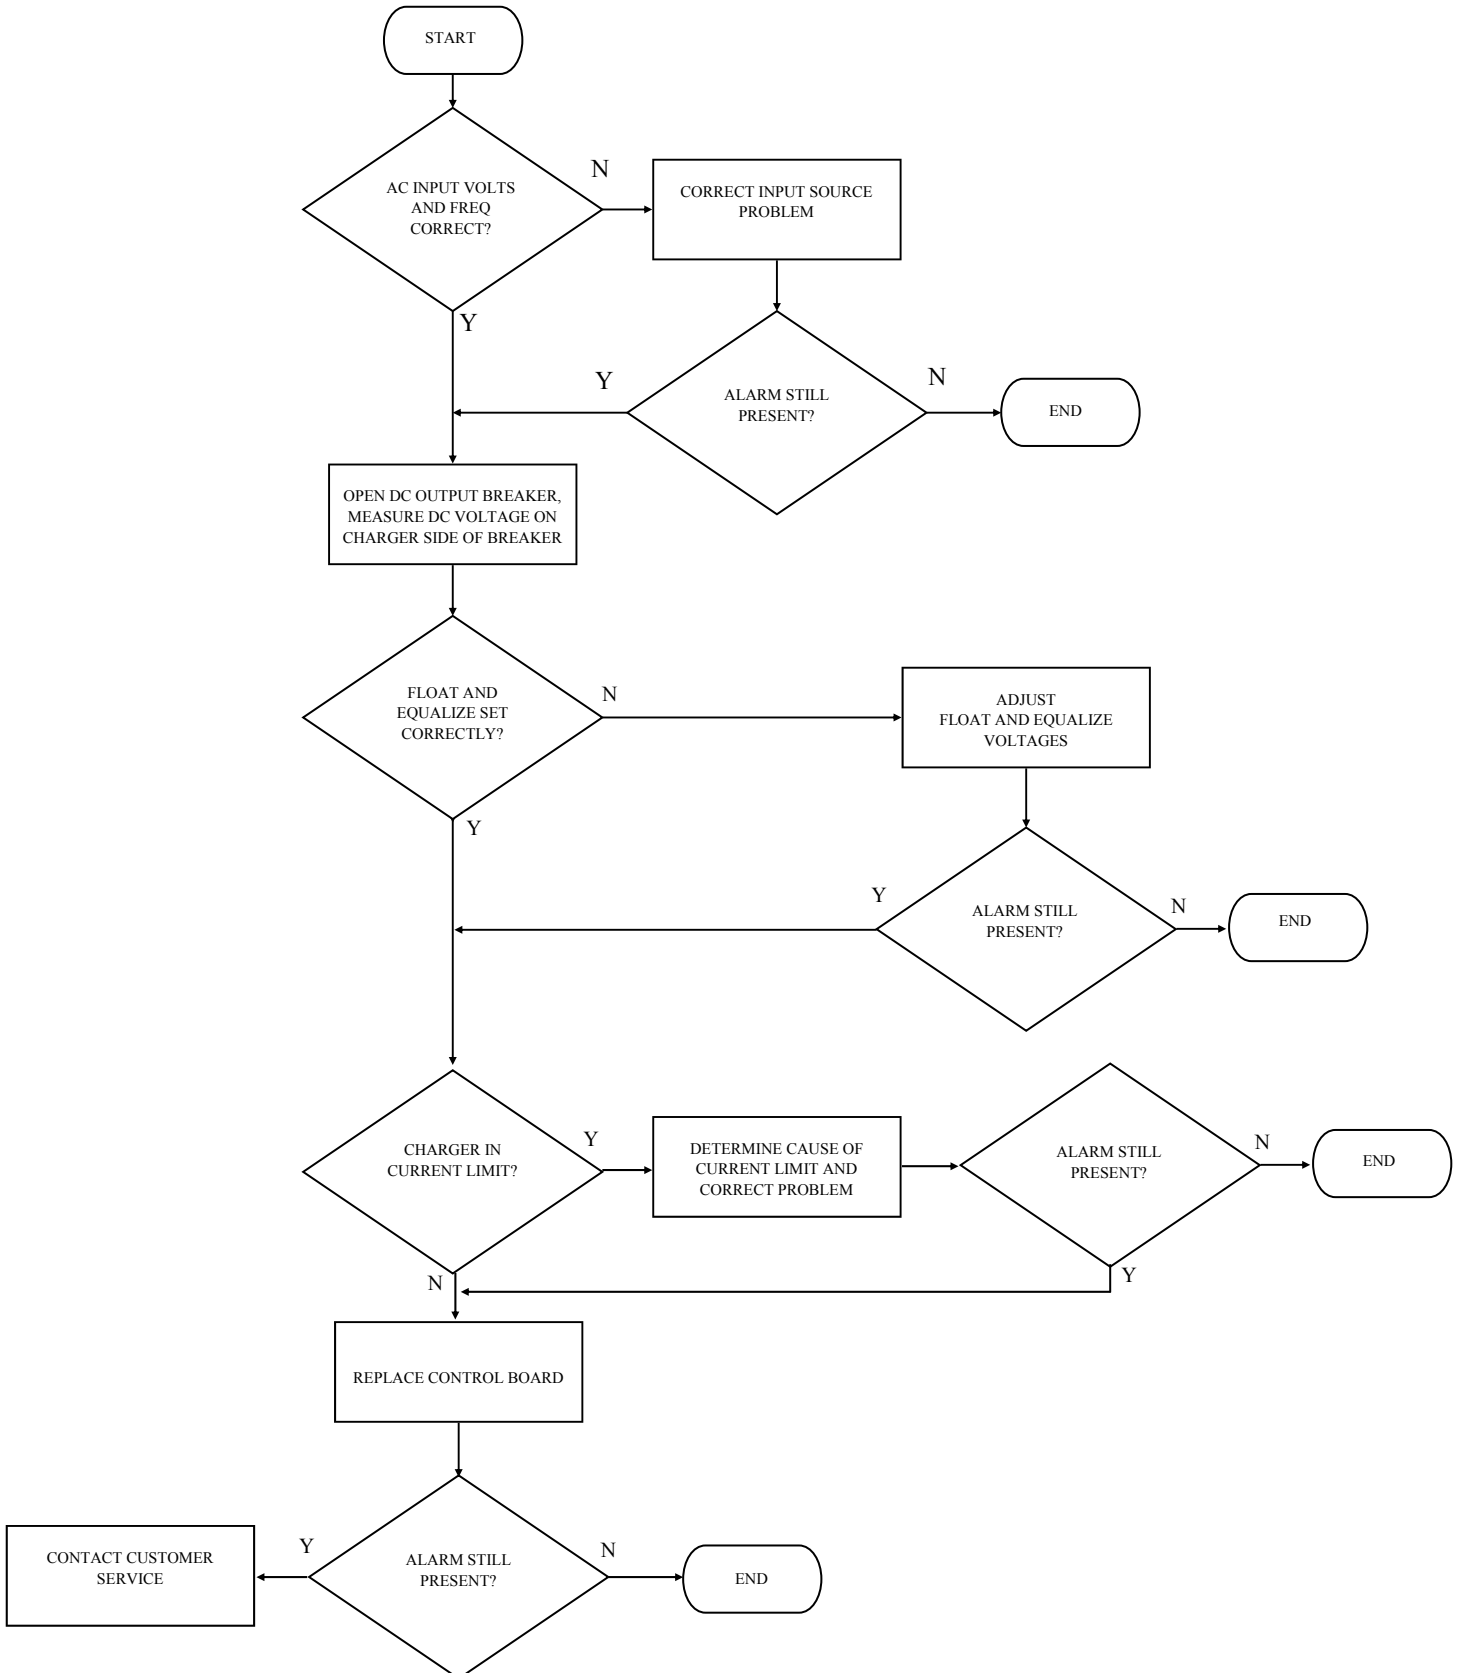 START
AC INPUT VOLTS
AND FREQ
CORRECT?
N
CORRECT INPUT SOURCE
PROBLEM
Y
Y
ALARM STILL
PRESENT?
N
END
OPEN DC OUTPUT BREAKER,
MEASURE DC VOLTAGE ON
CHARGER SIDE OF BREAKER
FLOAT AND
EQUALIZE SET
CORRECTLY?
N
ADJUST
FLOAT AND EQUALIZE
VOLTAGES
Y
Y
ALARM STILL
PRESENT?
N
END
CHARGER IN
CURRENT LIMIT?
Y
DETERMINE CAUSE OF
CURRENT LIMIT AND
CORRECT PROBLEM
ALARM STILL
PRESENT?
N
END
N
Y
REPLACE CONTROL BOARD
CONTACT CUSTOMER
SERVICE
Y
ALARM STILL
PRESENT?
N
END